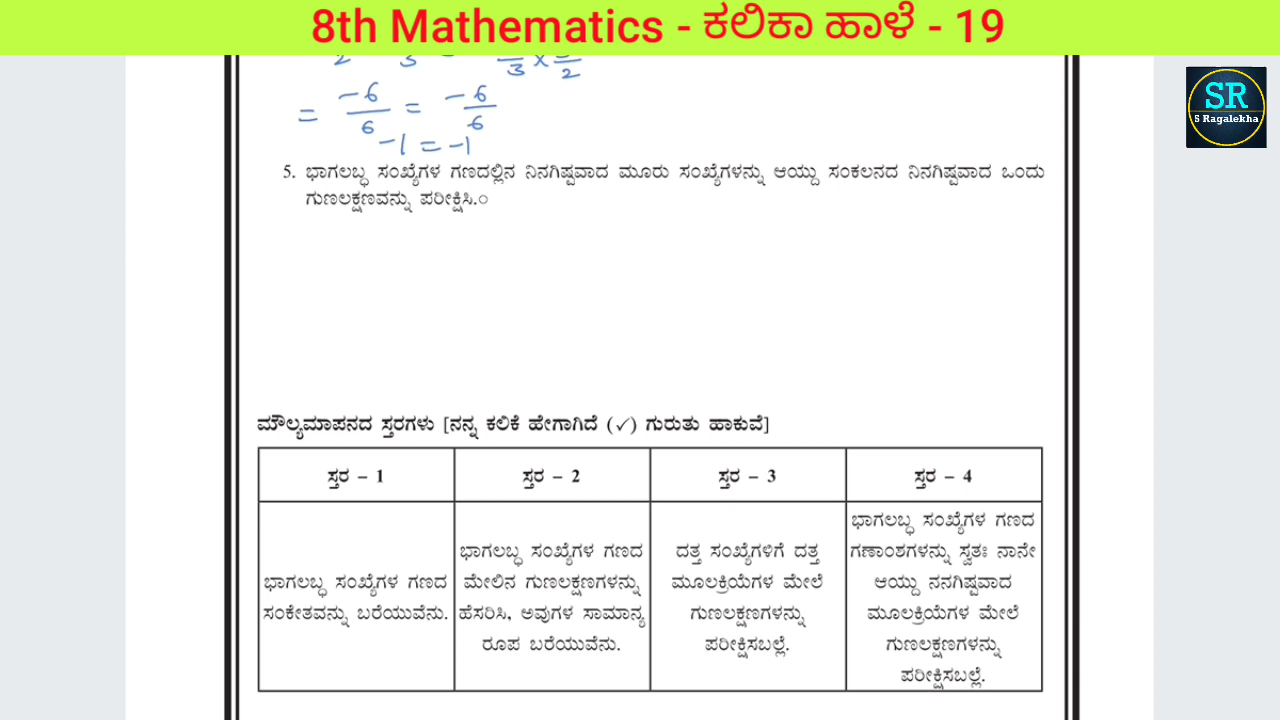 8th Mathematics - ಕಲಿಕಾ ಹಾಳೆ - 19
SR
S Ragalekha
2 3 3 × 2
= -6/6 = -6/6
-1 = -1
5. ಭಾಗಲಬ್ಧ ಸಂಖ್ಯೆಗಳ ಗಣದಲ್ಲಿನ ನಿನಗಿಷ್ಟವಾದ ಮೂರು ಸಂಖ್ಯೆಗಳನ್ನು ಆಯ್ದು ಸಂಕಲನದ ನಿನಗಿಷ್ಟವಾದ ಒಂದು
ಗುಣಲಕ್ಷಣವನ್ನು ಪರೀಕ್ಷಿಸಿ.ಂ
ಮೌಲ್ಯಮಾಪನದ ಸ್ತರಗಳು [ನನ್ನ ಕಲಿಕೆ ಹೇಗಾಗಿದೆ (✓) ಗುರುತು ಹಾಕುವೆ]
ಸ್ತರ – 1
ಸ್ತರ – 2
ಸ್ತರ – 3
ಸ್ತರ – 4
ಭಾಗಲಬ್ಧ ಸಂಖ್ಯೆಗಳ ಗಣದ
ಸಂಕೇತವನ್ನು ಬರೆಯುವೆನು.
ಭಾಗಲಬ್ಧ ಸಂಖ್ಯೆಗಳ ಗಣದ
ಮೇಲಿನ ಗುಣಲಕ್ಷಣಗಳನ್ನು
ಹೆಸರಿಸಿ, ಅವುಗಳ ಸಾಮಾನ್ಯ
ರೂಪ ಬರೆಯುವೆನು.
ದತ್ತ ಸಂಖ್ಯೆಗಳಿಗೆ ದತ್ತ
ಮೂಲಕ್ರಿಯೆಗಳ ಮೇಲೆ
ಗುಣಲಕ್ಷಣಗಳನ್ನು
ಪರೀಕ್ಷಿಸಬಲ್ಲೆ.
ಭಾಗಲಬ್ಧ ಸಂಖ್ಯೆಗಳ ಗಣದ
ಗಣಾಂಶಗಳನ್ನು ಸ್ವತಃ ನಾನೇ
ಆಯ್ದು ನನಗಿಷ್ಟವಾದ
ಮೂಲಕ್ರಿಯೆಗಳ ಮೇಲೆ
ಗುಣಲಕ್ಷಣಗಳನ್ನು
ಪರೀಕ್ಷಿಸಬಲ್ಲೆ.